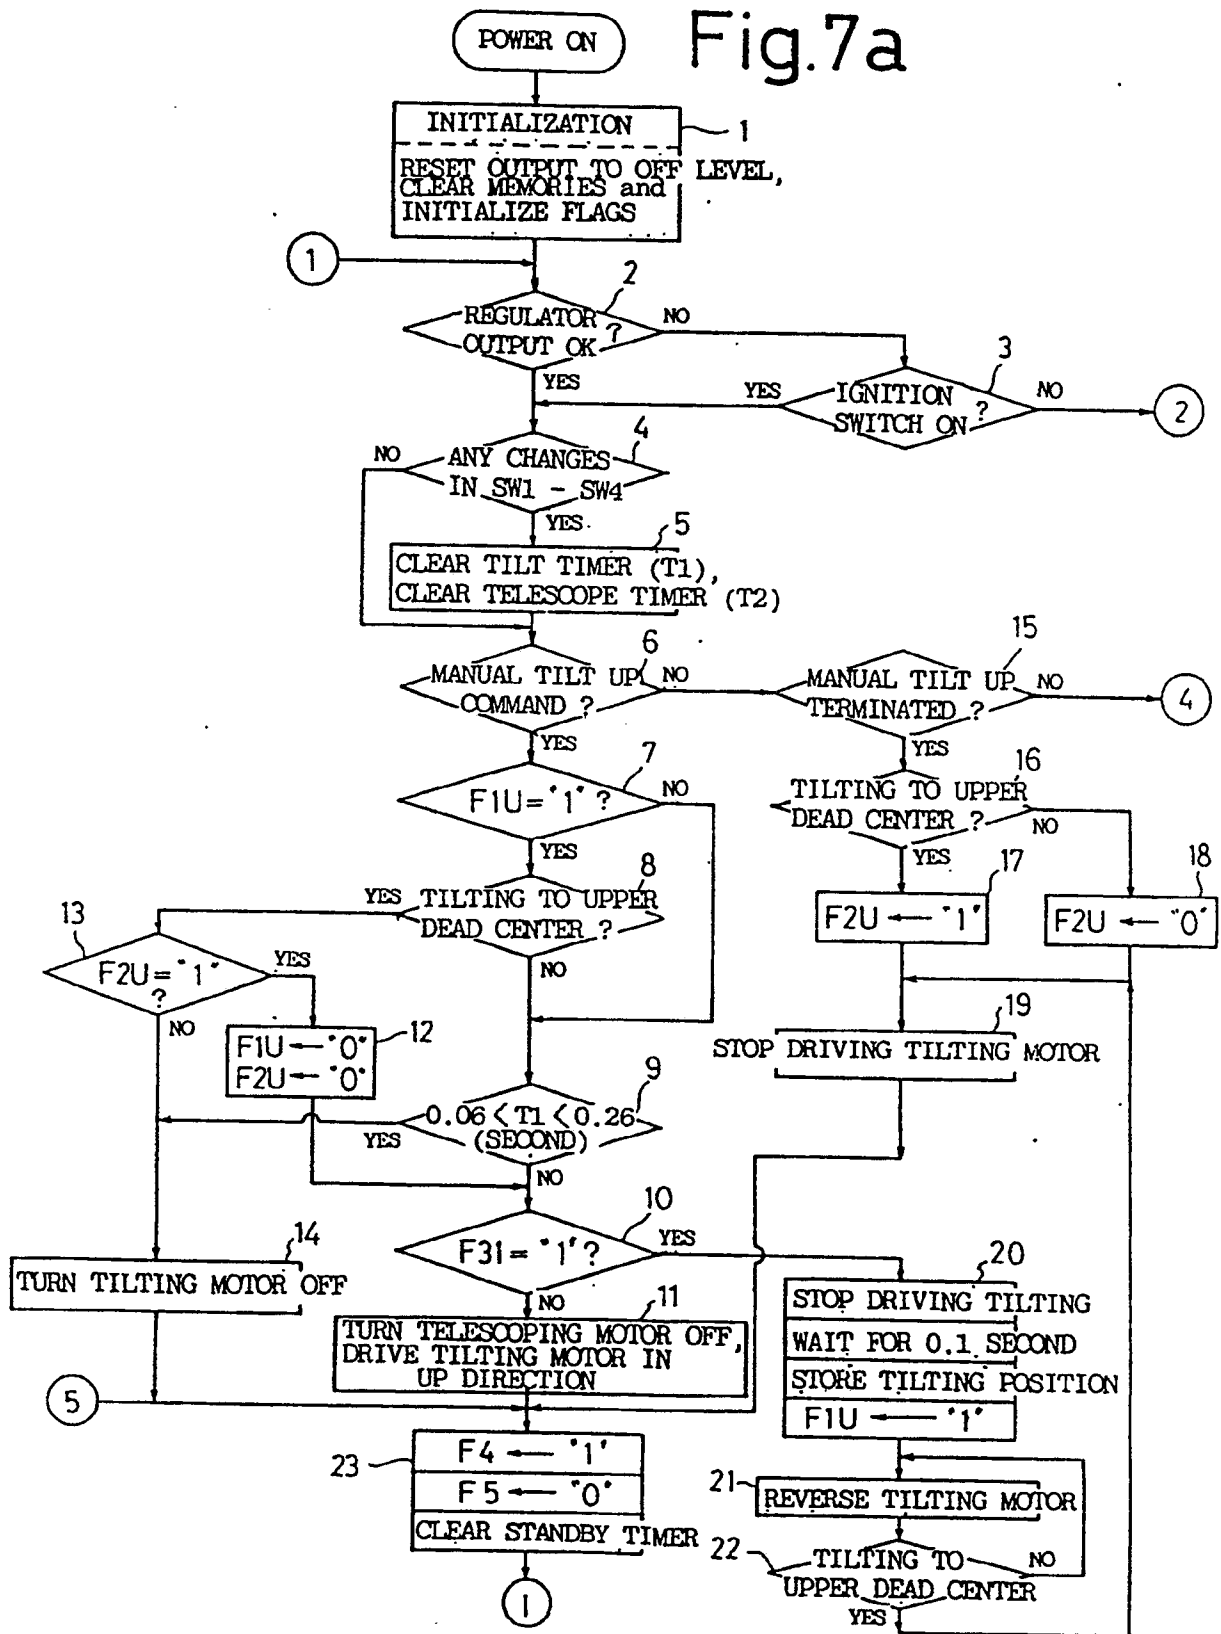 Fig.7a
POWER ON
INITIALIZATION
1
RESET OUTPUT TO OFF LEVEL,
CLEAR MEMORIES and
INITIALIZE FLAGS
1
2
REGULATOR
OUTPUT OK ?
NO
YES
3
IGNITION
SWITCH ON ?
YES
NO
2
4
ANY CHANGES
IN SW1 - SW4
NO
YES
5
CLEAR TILT TIMER (T1),
CLEAR TELESCOPE TIMER (T2)
6
MANUAL TILT UP
COMMAND ?
NO
YES
15
MANUAL TILT UP
TERMINATED ?
NO
4
YES
7
F1U = "1" ?
NO
YES
16
TILTING TO UPPER
DEAD CENTER ?
NO
YES
8
TILTING TO UPPER
DEAD CENTER ?
YES
NO
17
F2U ← "1"
18
F2U ← "0"
13
F2U = "1"
?
YES
NO
12
F1U ← "0"
F2U ← "0"
19
STOP DRIVING TILTING MOTOR
9
0.06 < T1 < 0.26
(SECOND)
YES
NO
10
F31 = "1" ?
YES
NO
14
TURN TILTING MOTOR OFF
11
TURN TELESCOPING MOTOR OFF,
DRIVE TILTING MOTOR IN
UP DIRECTION
20
STOP DRIVING TILTING
WAIT FOR 0.1 SECOND
STORE TILTING POSITION
F1U ← "1"
5
23
F4 ← "1"
F5 ← "0"
CLEAR STANDBY TIMER
1
21
REVERSE TILTING MOTOR
22
TILTING TO
UPPER DEAD CENTER
NO
YES